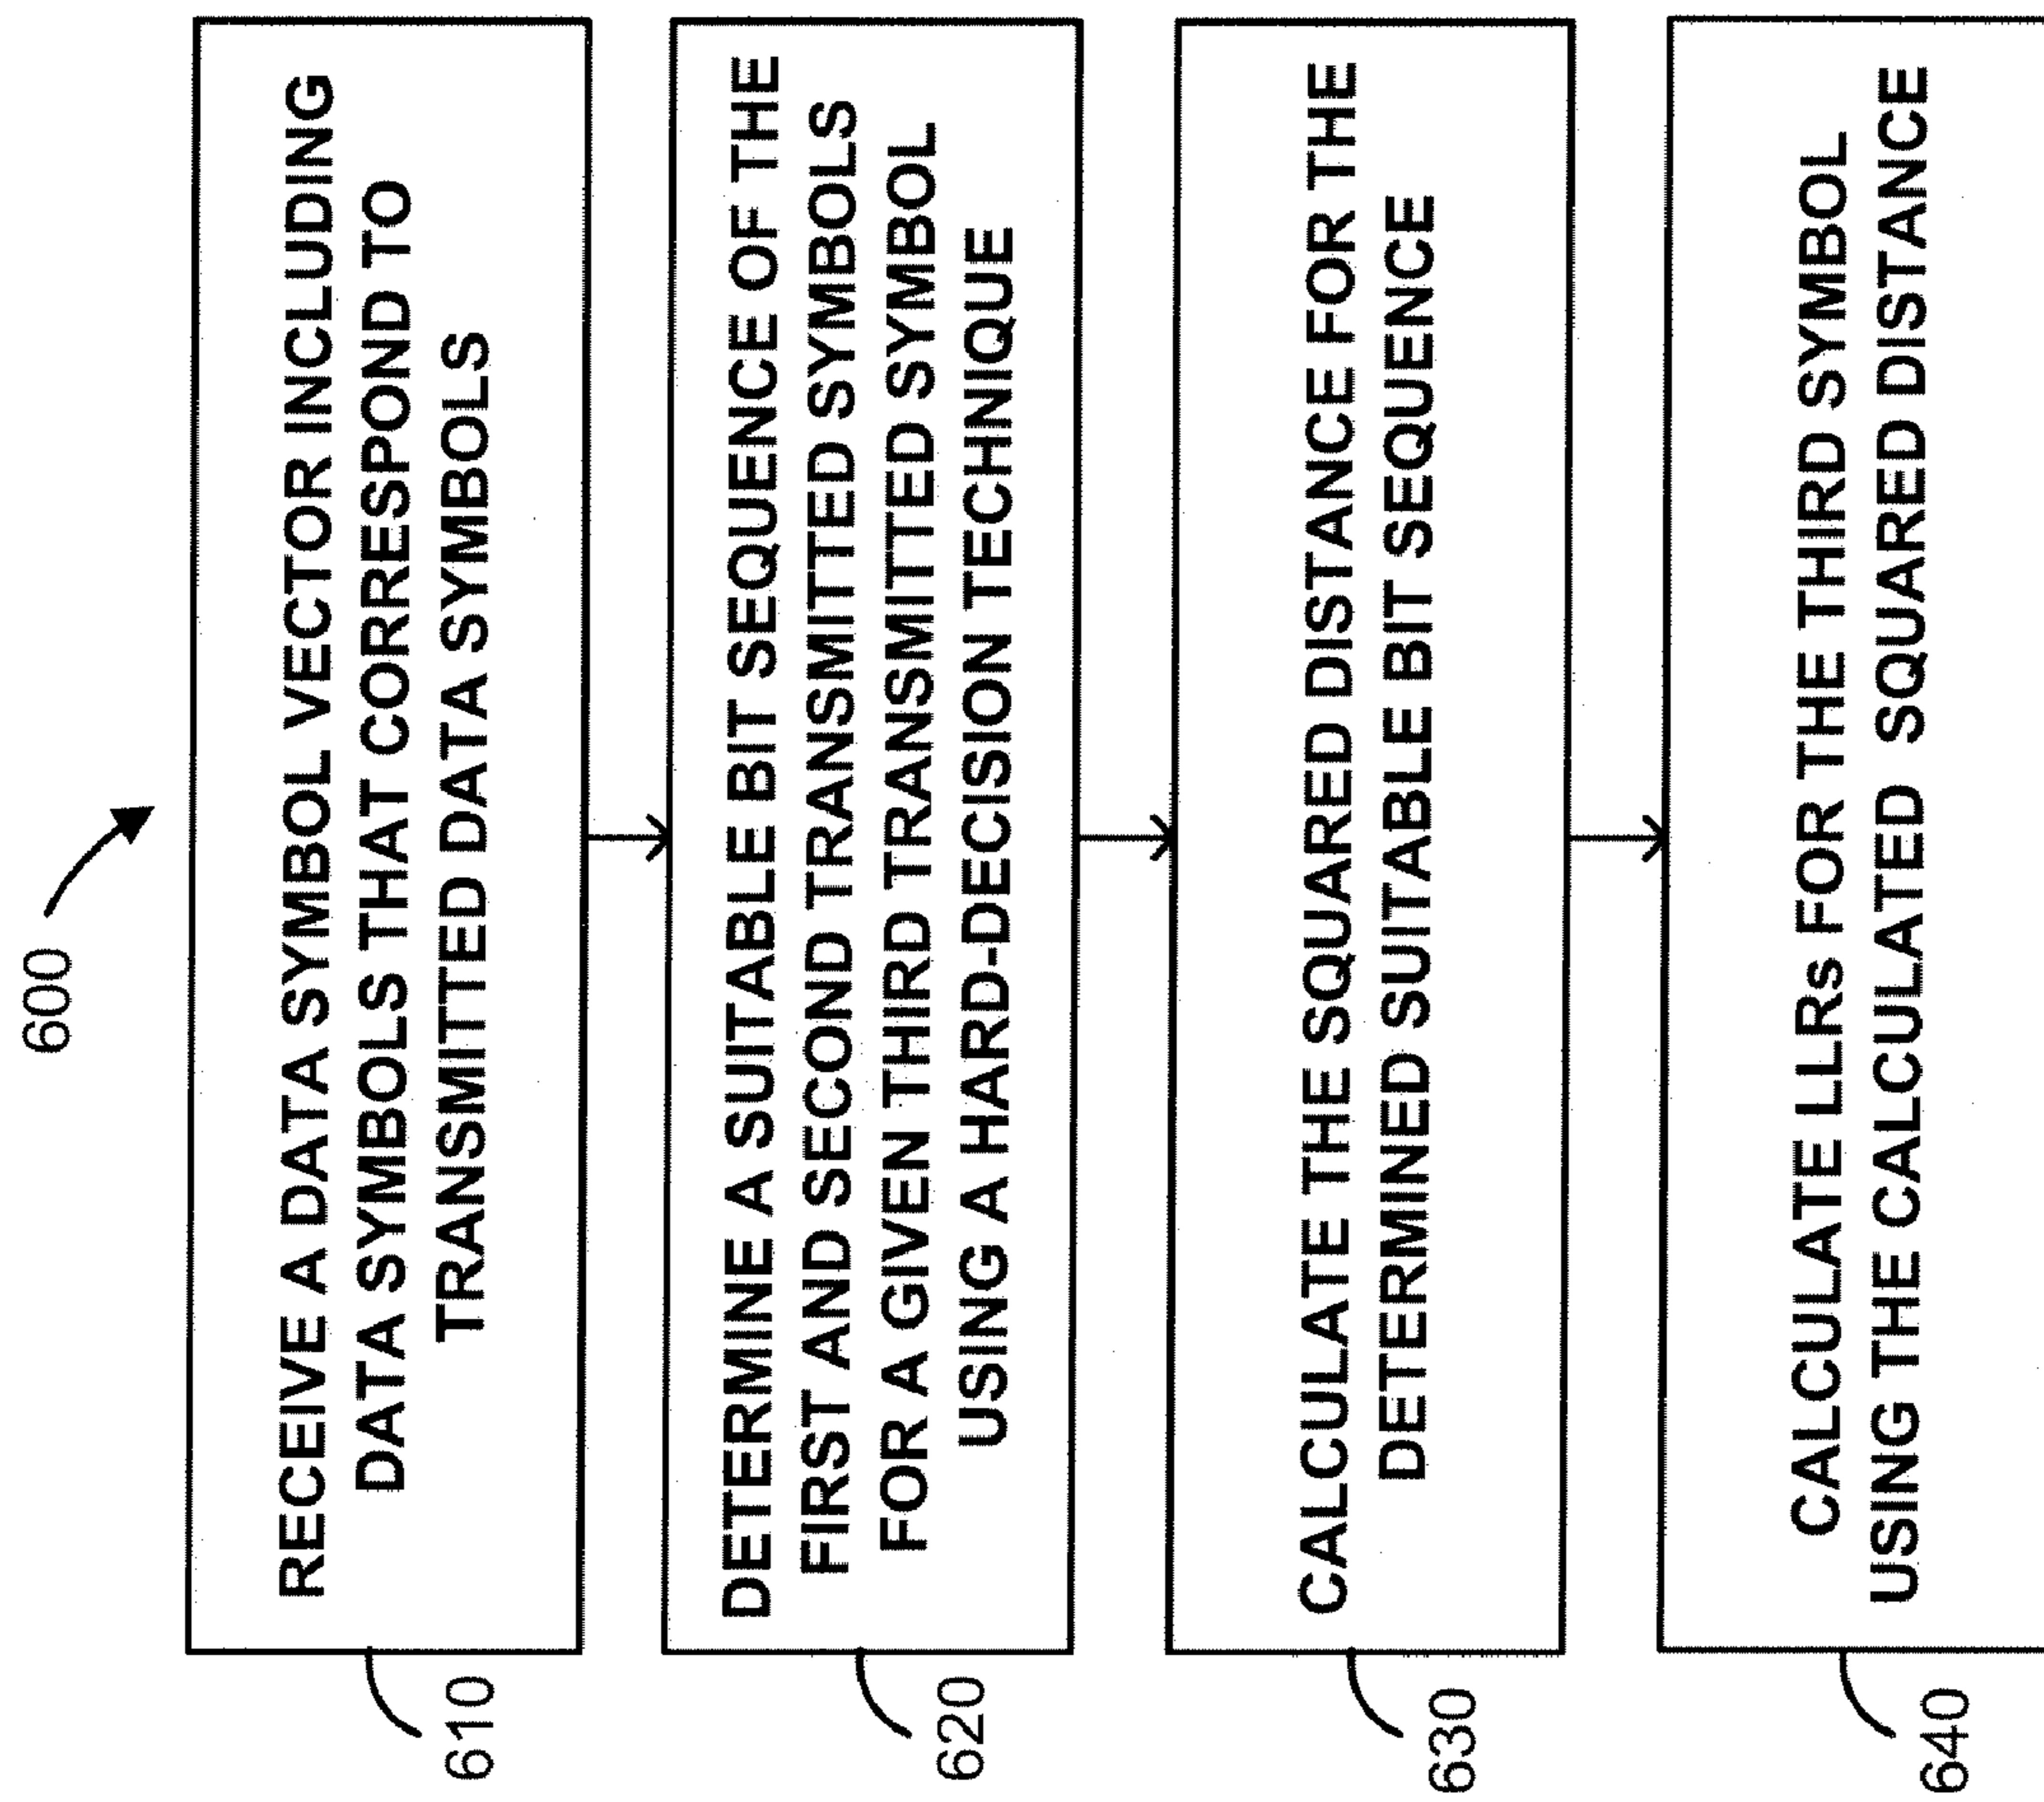 600
RECEIVE A DATA SYMBOL VECTOR INCLUDING
DATA SYMBOLS THAT CORRESPOND TO
TRANSMITTED DATA SYMBOLS
610
DETERMINE A SUITABLE BIT SEQUENCE OF THE
FIRST AND SECOND TRANSMITTED SYMBOLS
FOR A GIVEN THIRD TRANSMITTED SYMBOL
USING A HARD-DECISION TECHNIQUE
620
CALCULATE THE SQUARED DISTANCE FOR THE
DETERMINED SUITABLE BIT SEQUENCE
630
CALCULATE LLRs FOR THE THIRD SYMBOL
USING THE CALCULATED SQUARED DISTANCE
640